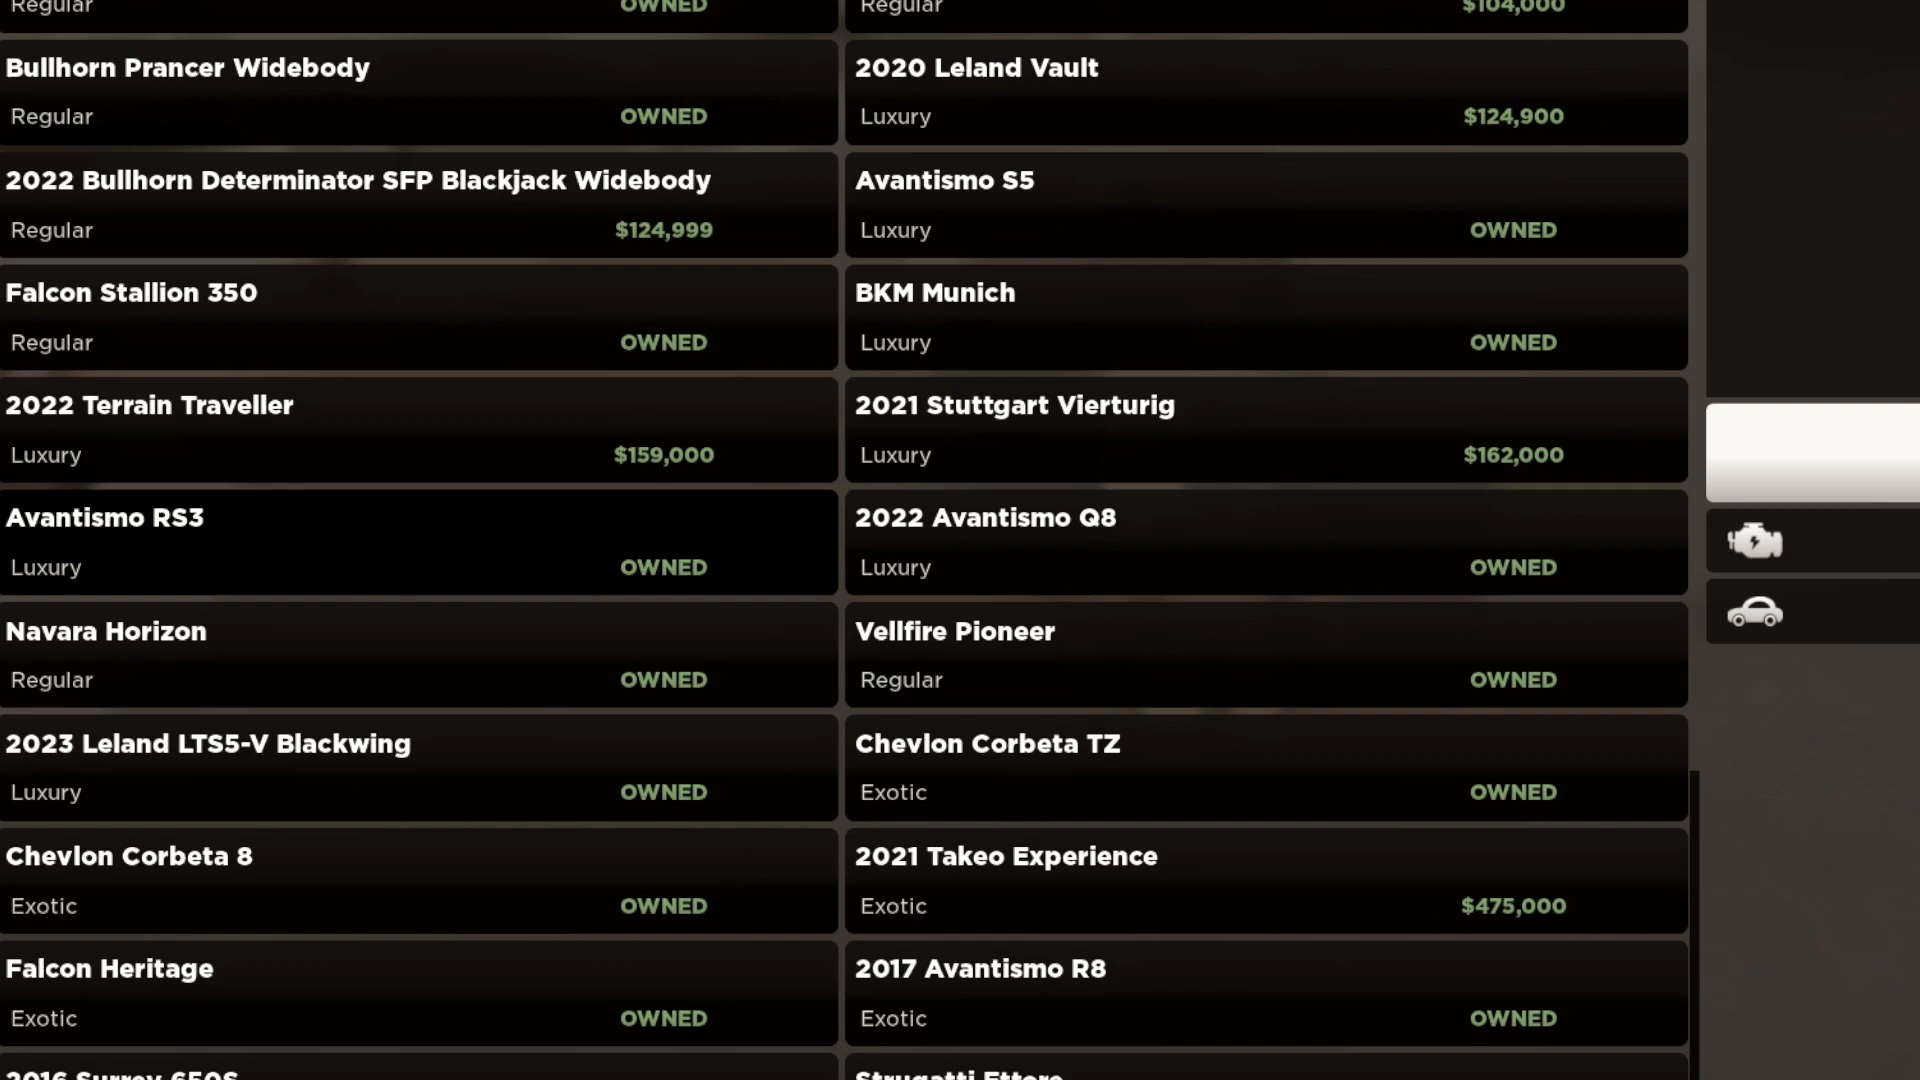 Regular OWNED
Regular $104,000
Bullhorn Prancer Widebody
Regular OWNED
2020 Leland Vault
Luxury $124,900
2022 Bullhorn Determinator SFP Blackjack Widebody
Regular $124,999
Avantismo S5
Luxury OWNED
Falcon Stallion 350
Regular OWNED
BKM Munich
Luxury OWNED
2022 Terrain Traveller
Luxury $159,000
2021 Stuttgart Vierturig
Luxury $162,000
Avantismo RS3
Luxury OWNED
2022 Avantismo Q8
Luxury OWNED
Navara Horizon
Regular OWNED
Vellfire Pioneer
Regular OWNED
2023 Leland LTS5-V Blackwing
Luxury OWNED
Chevlon Corbeta TZ
Exotic OWNED
Chevlon Corbeta 8
Exotic OWNED
2021 Takeo Experience
Exotic $475,000
Falcon Heritage
Exotic OWNED
2017 Avantismo R8
Exotic OWNED
2016 Surrey 650S
Strugatti Ettore